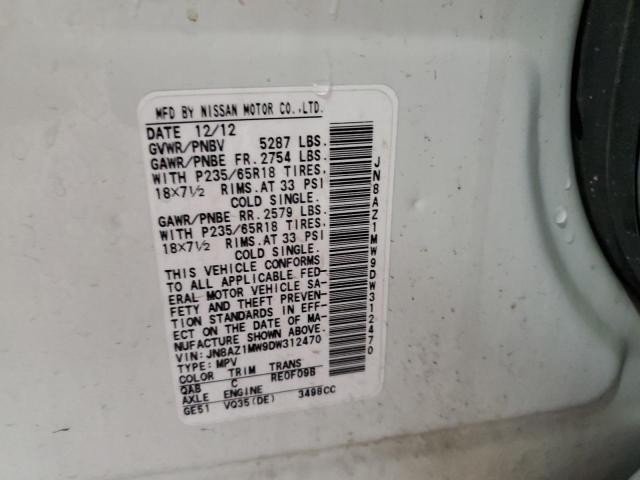 MFD BY NISSAN MOTOR CO.,LTD.
DATE 12/12
GVWR/PNBV 5287 LBS.
GAWR/PNBE FR. 2754 LBS.
WITH P235/65R18 TIRES,
18×7½ RIMS. AT 33 PSI
COLD SINGLE.
GAWR/PNBE RR. 2579 LBS.
WITH P235/65R18 TIRES,
18×7½ RIMS. AT 33 PSI
COLD SINGLE.
THIS VEHICLE CONFORMS
TO ALL APPLICABLE FED-
ERAL MOTOR VEHICLE SA-
FETY AND THEFT PREVEN-
TION STANDARDS IN EFF-
ECT ON THE DATE OF MA-
NUFACTURE SHOWN ABOVE.
VIN: JN8AZ1MW9DW312470
TYPE: MPV
COLOR TRIM TRANS
QAB C RE0F09B
AXLE ENGINE
GE51 VQ35(DE) 3498CC
JN8AZ1MW9DW312470